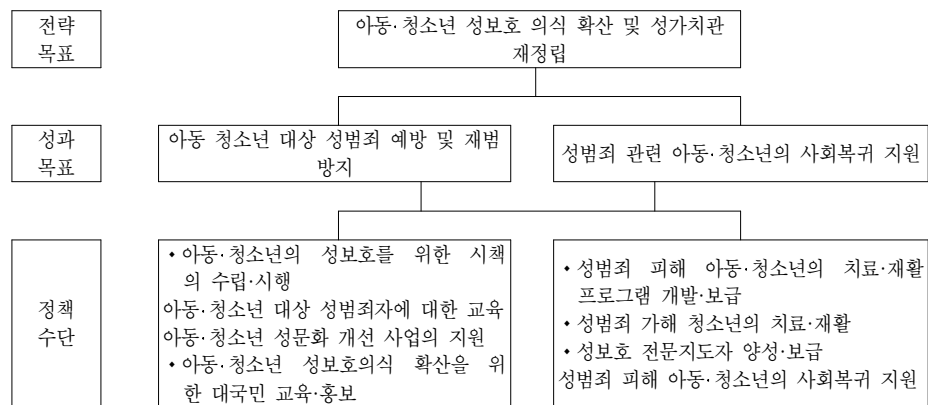 전략
목표
아동·청소년 성보호 의식 확산 및 성가치관
재정립
성과
목표
아동 청소년 대상 성범죄 예방 및 재범
방지
성범죄 관련 아동·청소년의 사회복귀 지원
정책
수단
• 아동·청소년의 성보호를 위한 시책
의 수립·시행
아동·청소년 대상 성범죄자에 대한 교육
아동·청소년 성문화 개선 사업의 지원
• 아동·청소년 성보호의식 확산을 위
한 대국민 교육·홍보
• 성범죄 피해 아동·청소년의 치료·재활
프로그램 개발·보급
• 성범죄 가해 청소년의 치료·재활
• 성보호 전문지도자 양성·보급
성범죄 피해 아동·청소년의 사회복귀 지원